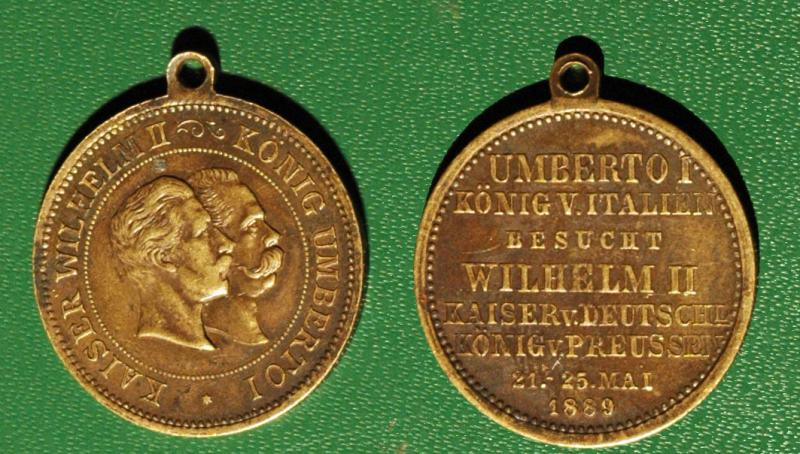 KAISER WILHELM II KÖNIG UMBERTO I
UMBERTO I
KÖNIG V. ITALIEN
BESUCHT
WILHELM II
KAISER V. DEUTSCHL
KÖNIG V. PREUSSEN
21.-25. MAI
1889